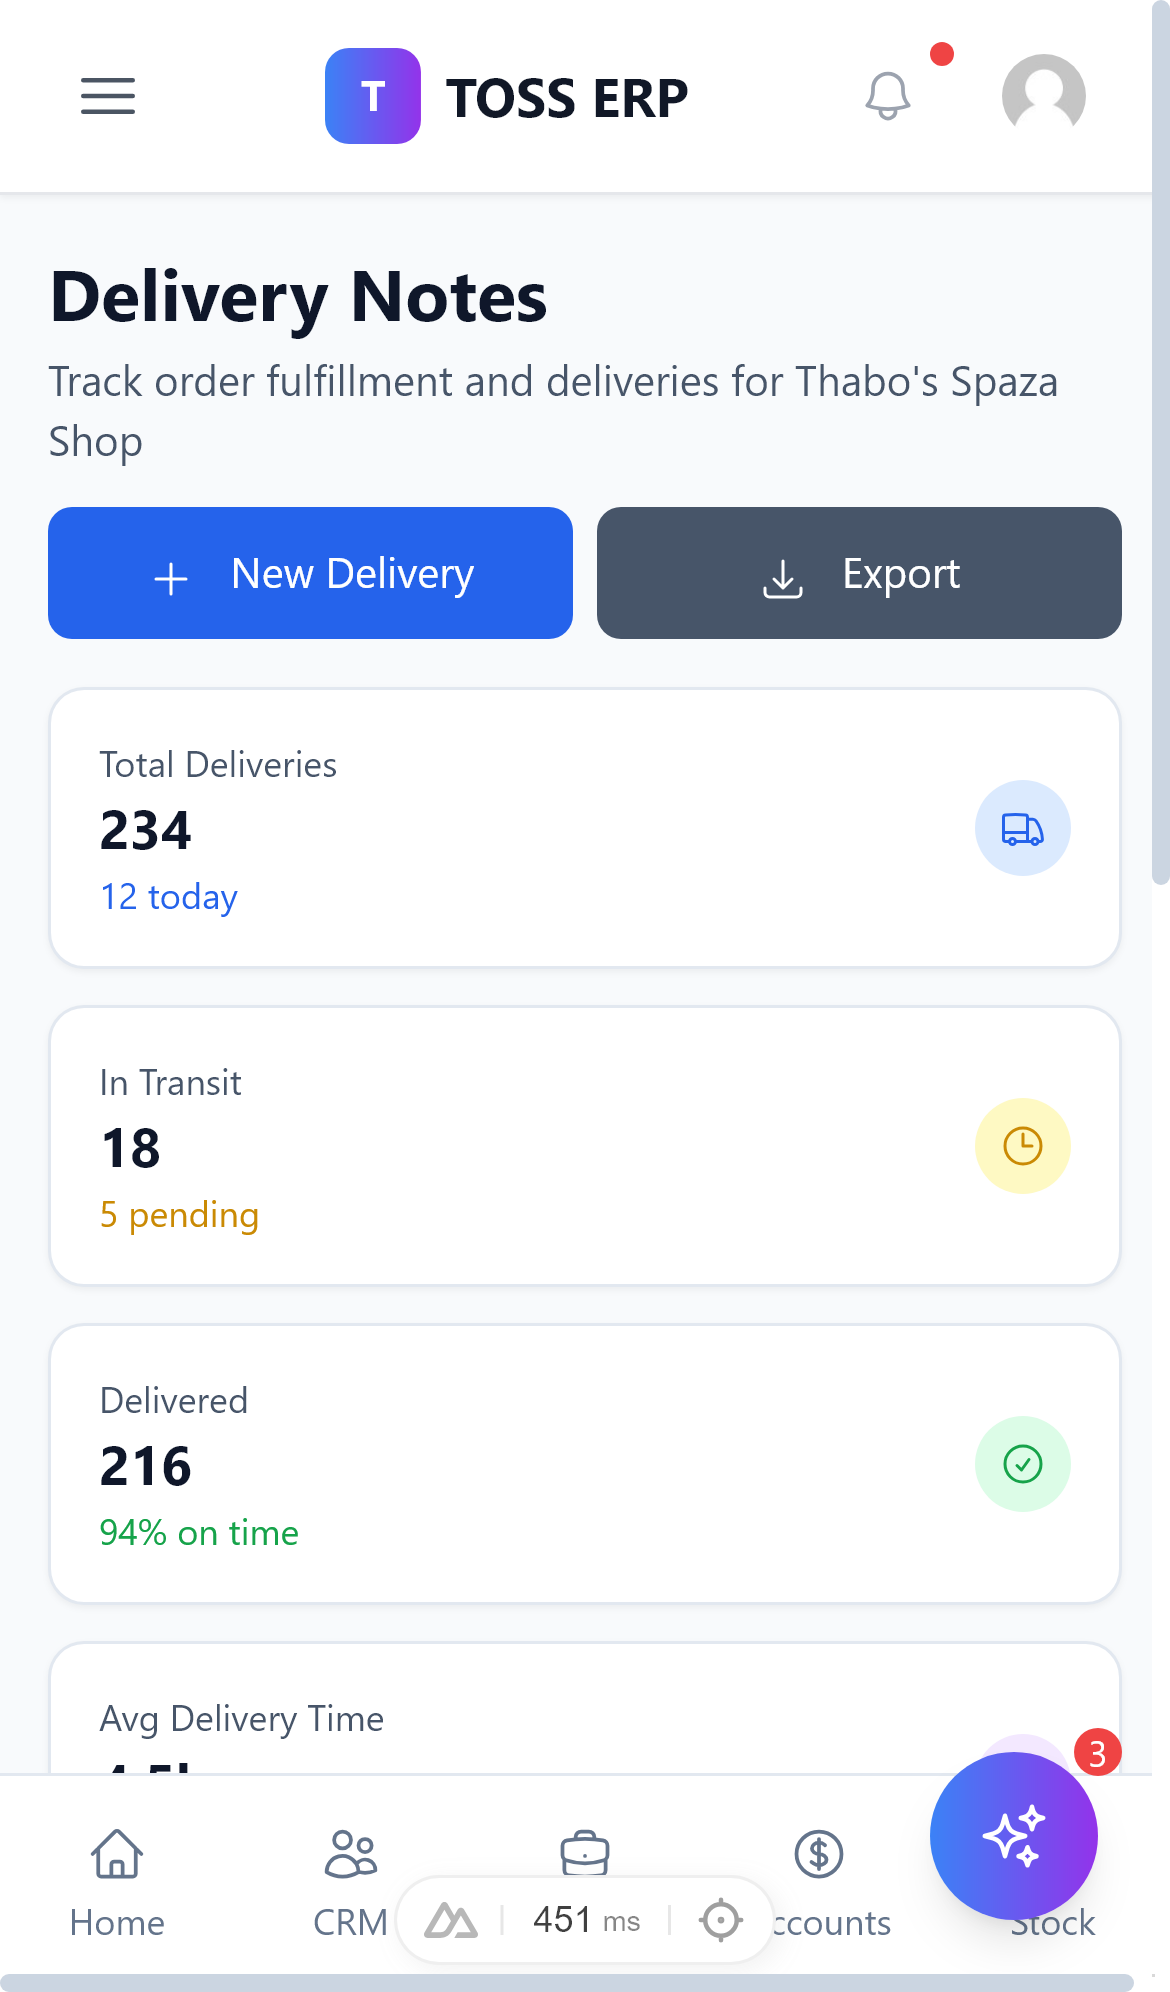 T TOSS ERP
Delivery Notes
Track order fulfillment and deliveries for Thabo's Spaza
Shop
New Delivery
Export
Total Deliveries
234
12 today
In Transit
18
5 pending
Delivered
216
94% on time
Avg Delivery Time
3
Home
CRM
ccounts
Stock
451 ms